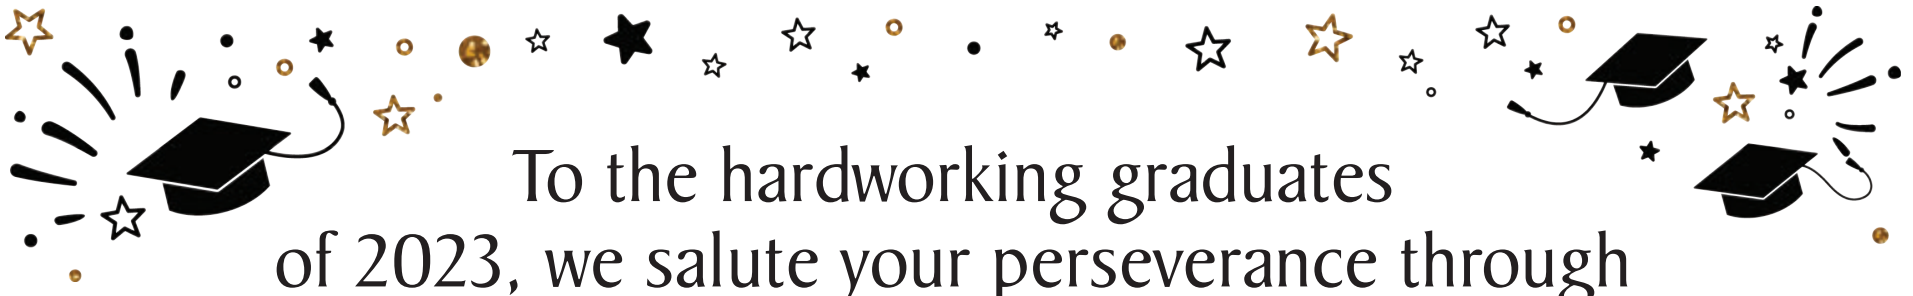 To the hardworking graduates
of 2023, we salute your perseverance through